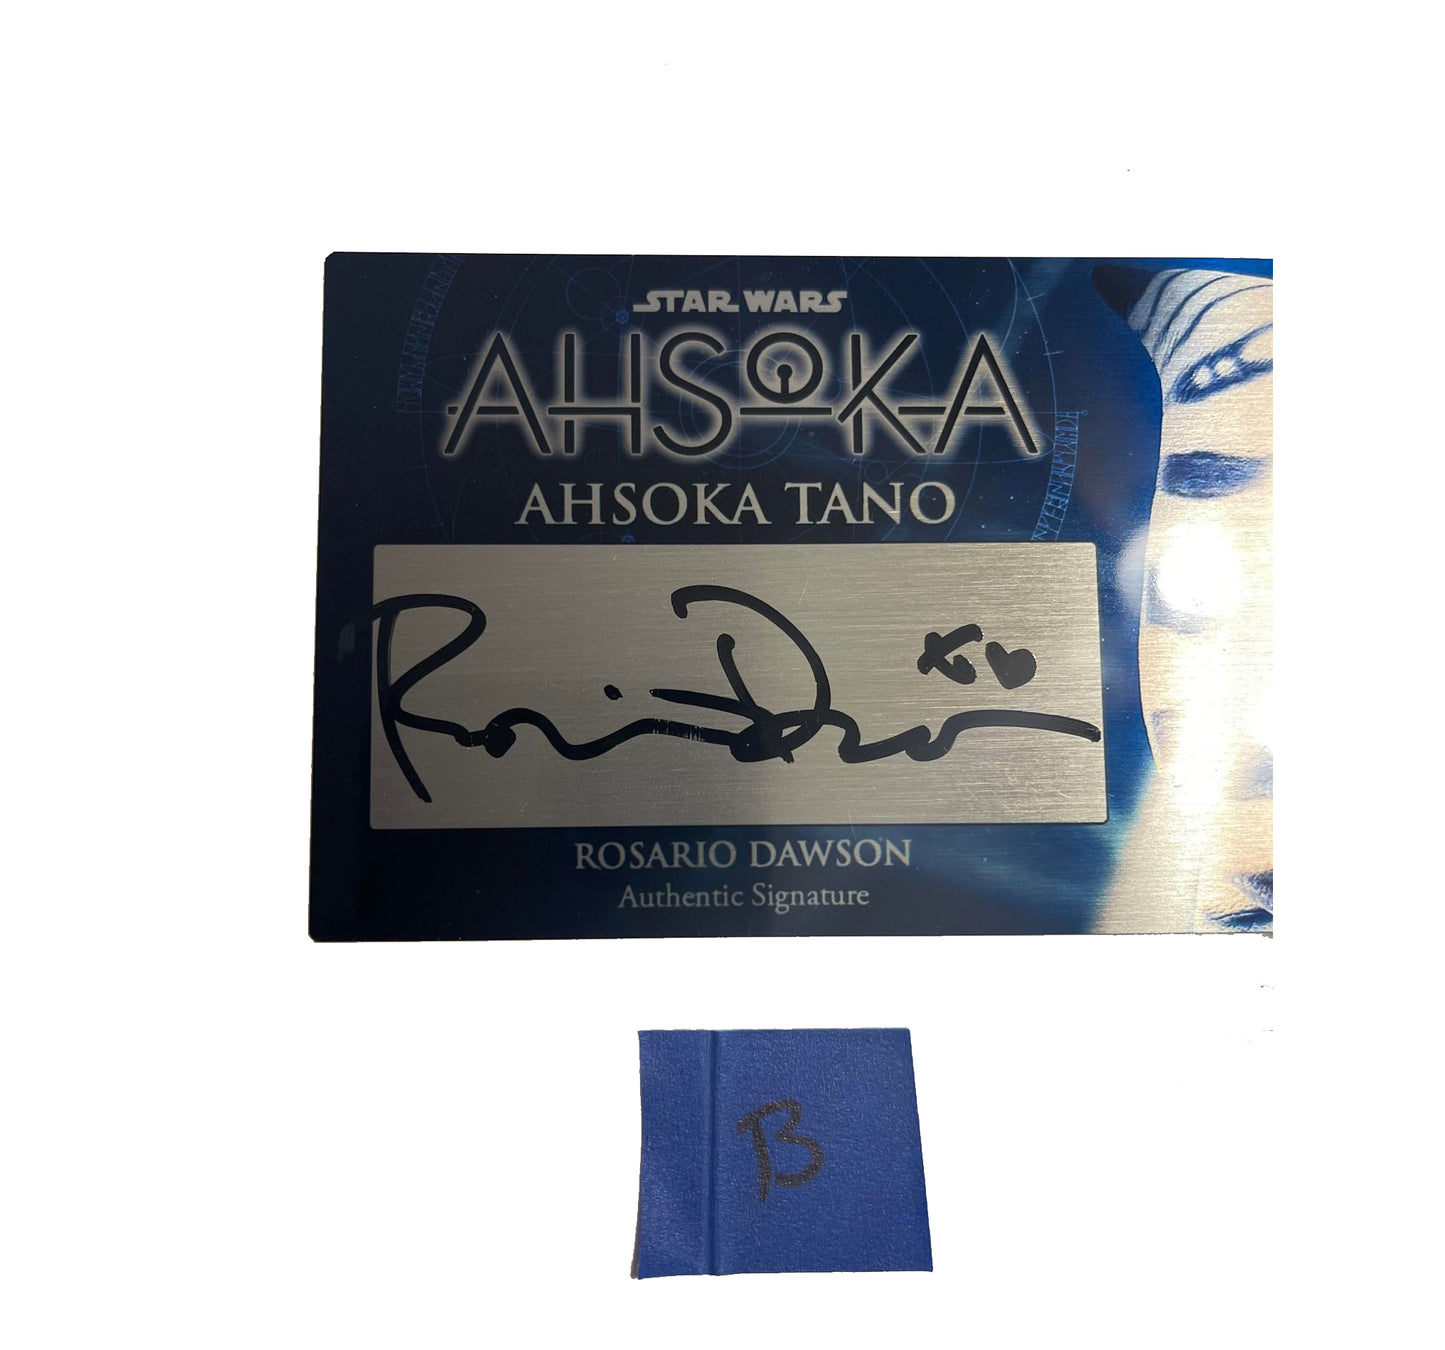 STAR WARS
AHSOKA
AHSOKA TANO
ROSARIO DAWSON
Authentic Signature
B